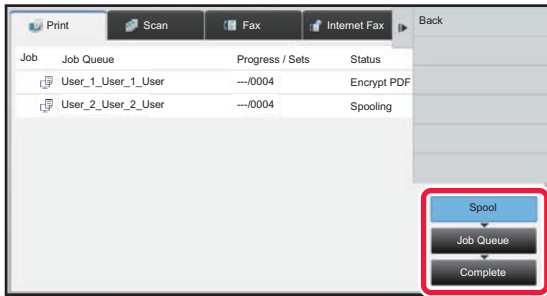 Print Scan Fax Internet Fax Back
Job Job Queue Progress / Sets Status
User_1_User_1_User ---/0004 Encrypt PDF
User_2_User_2_User ---/0004 Spooling
Spool
Job Queue
Complete